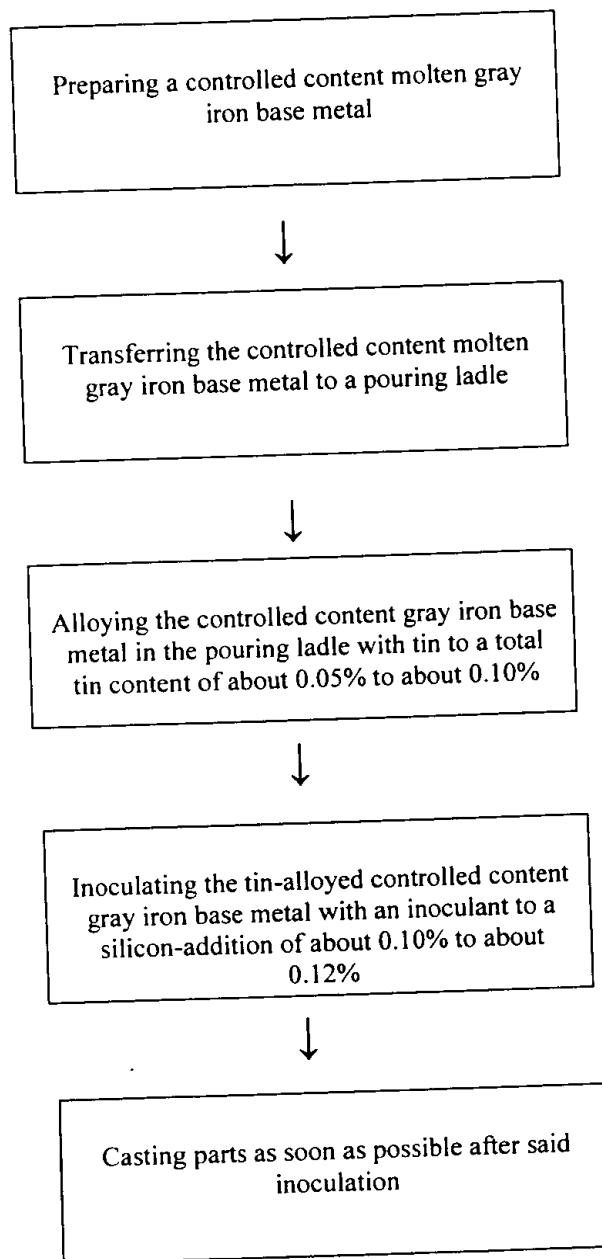 Preparing a controlled content molten gray
iron base metal
Transferring the controlled content molten
gray iron base metal to a pouring ladle
Alloying the controlled content gray iron base
metal in the pouring ladle with tin to a total
tin content of about 0.05% to about 0.10%
Inoculating the tin-alloyed controlled content
gray iron base metal with an inoculant to a
silicon-addition of about 0.10% to about
0.12%
Casting parts as soon as possible after said
inoculation